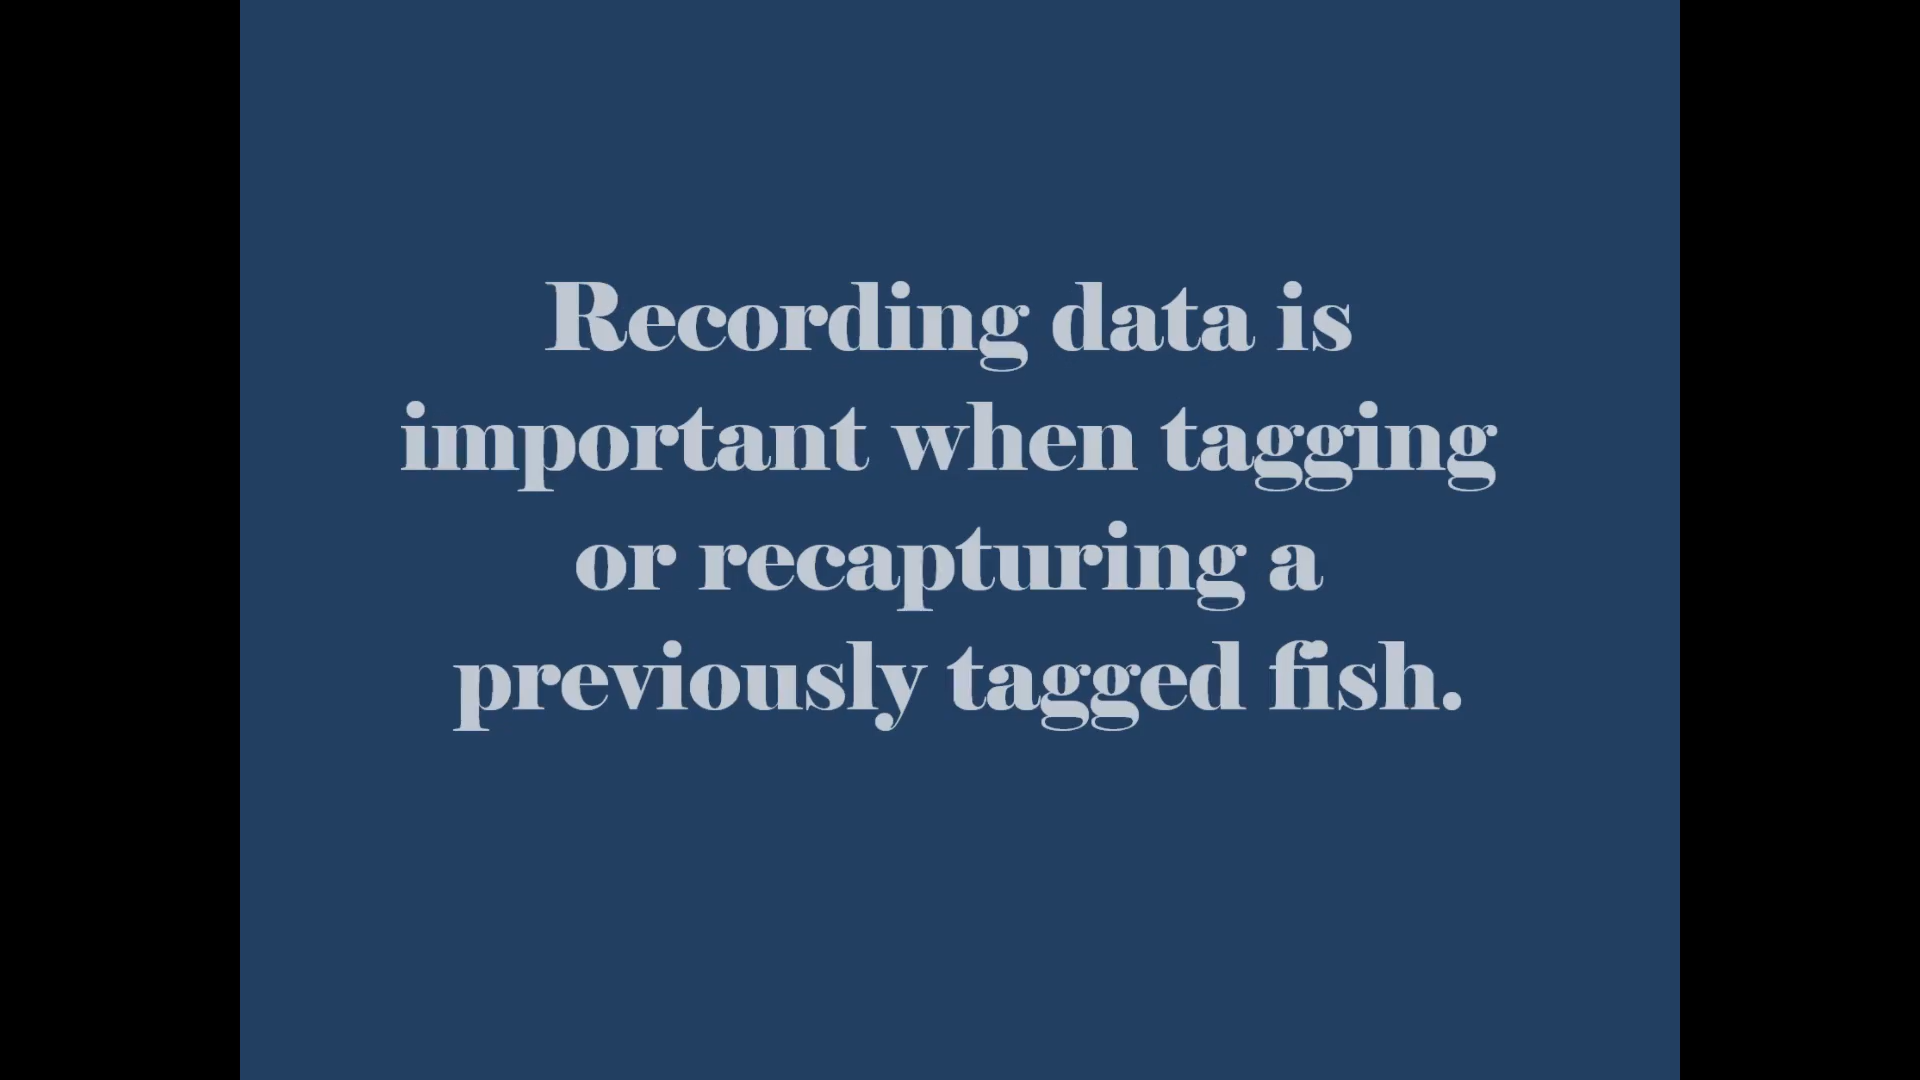 Recording data is
important when tagging
or recapturing a
previously tagged fish.